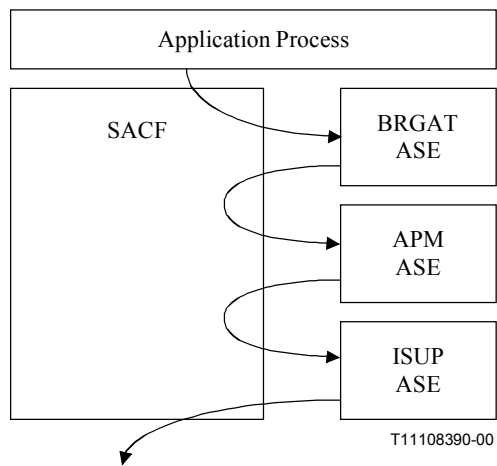 Application Process
SACF
BRGAT
ASE
APM
ASE
ISUP
ASE
T11108390-00